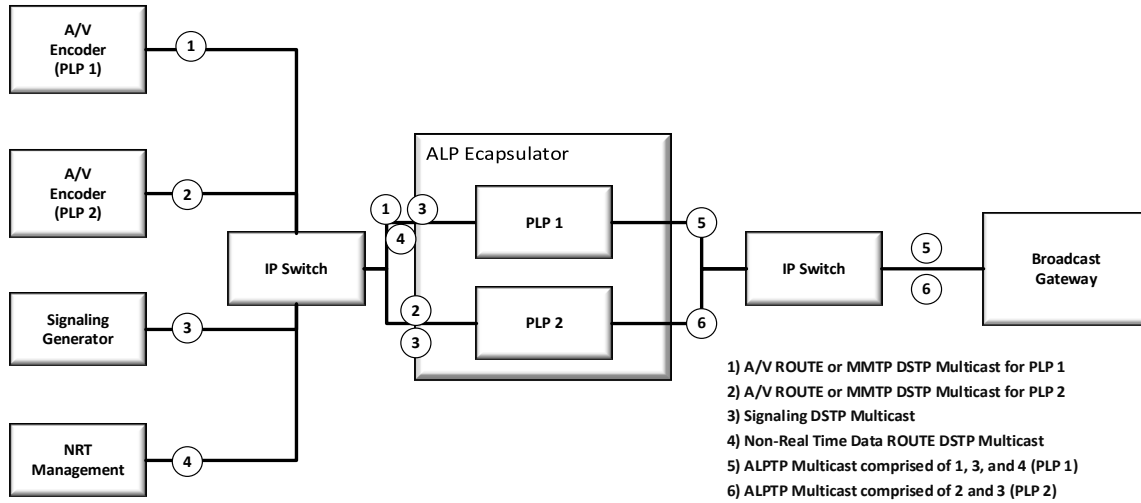 A/V
Encoder
(PLP 1)
1
A/V
Encoder
(PLP 2)
2
Signaling
Generator
3
NRT
Management
4
IP Switch
ALP Ecapsulator
1
3
4
PLP 1
2
3
PLP 2
5
6
IP Switch
5
6
Broadcast
Gateway
1) A/V ROUTE or MMTP DSTP Multicast for PLP 1
2) A/V ROUTE or MMTP DSTP Multicast for PLP 2
3) Signaling DSTP Multicast
4) Non-Real Time Data ROUTE DSTP Multicast
5) ALPTP Multicast comprised of 1, 3, and 4 (PLP 1)
6) ALPTP Multicast comprised of 2 and 3 (PLP 2)